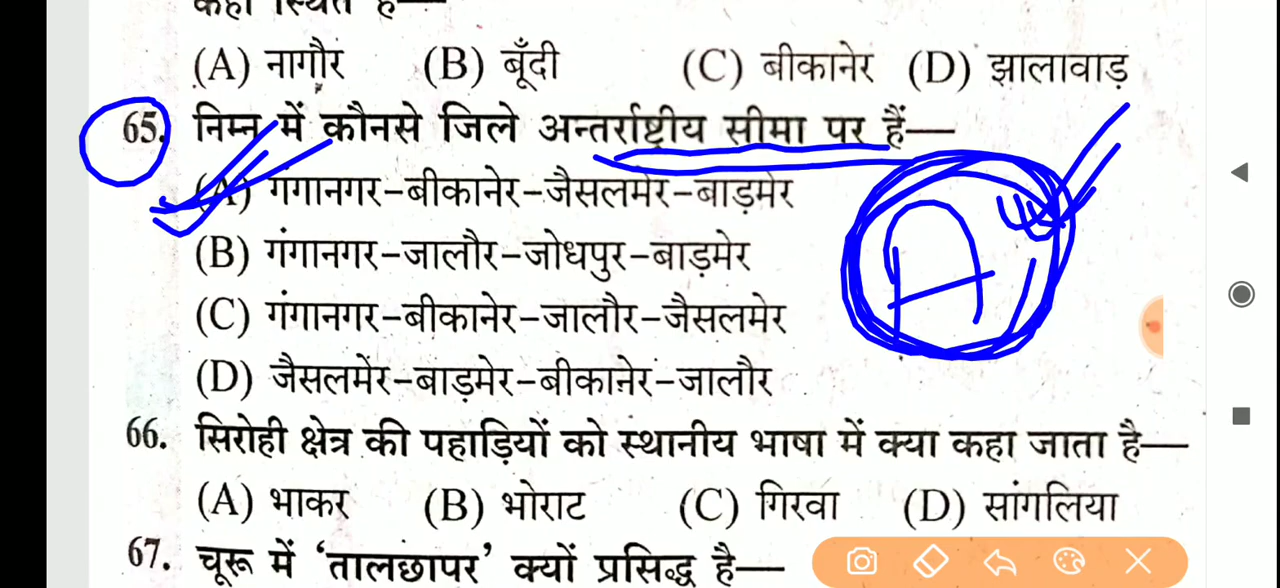 कहाँ स्थित है—
(A) नागौर (B) बूँदी (C) बीकानेर (D) झालावाड़
65. निम्न में कौनसे जिले अन्तर्राष्ट्रीय सीमा पर हैं—
(A) गंगानगर–बीकानेर–जैसलमेर–बाड़मेर
A
(B) गंगानगर–जालौर–जोधपुर–बाड़मेर
(C) गंगानगर–बीकानेर–जालौर–जैसलमेर
(D) जैसलमेंर–बाड़मेर–बीकानेर–जालौर
66. सिरोही क्षेत्र की पहाड़ियों को स्थानीय भाषा में क्या कहा जाता है—
(A) भाकर (B) भोराट (C) गिरवा (D) सांगलिया
67. चूरू में ‘तालछापर’ क्यों प्रसिद्ध है—